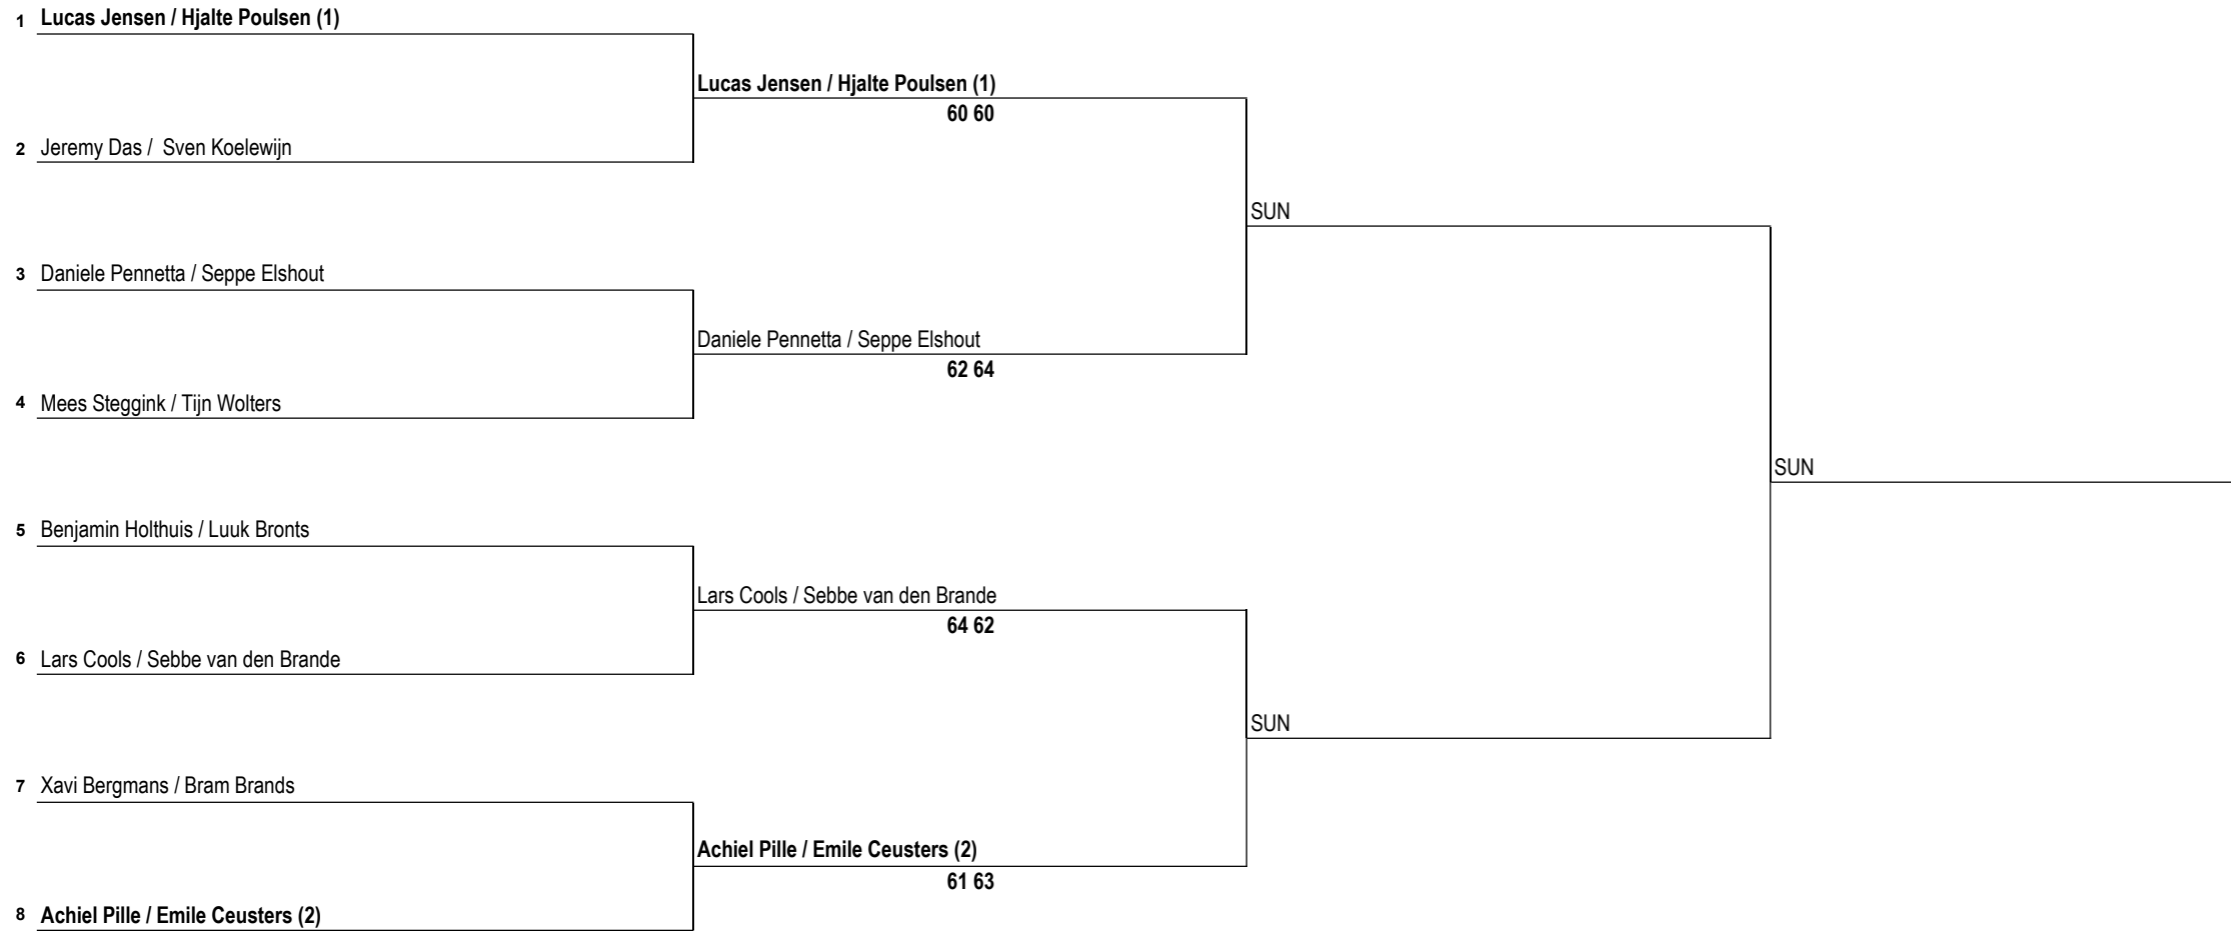 1 Lucas Jensen / Hjalte Poulsen (1)
Lucas Jensen / Hjalte Poulsen (1)
60 60
2 Jeremy Das / Sven Koelewijn
SUN
3 Daniele Pennetta / Seppe Elshout
Daniele Pennetta / Seppe Elshout
62 64
4 Mees Steggink / Tijn Wolters
SUN
5 Benjamin Holthuis / Luuk Bronts
Lars Cools / Sebbe van den Brande
64 62
6 Lars Cools / Sebbe van den Brande
SUN
7 Xavi Bergmans / Bram Brands
Achiel Pille / Emile Ceusters (2)
61 63
8 Achiel Pille / Emile Ceusters (2)